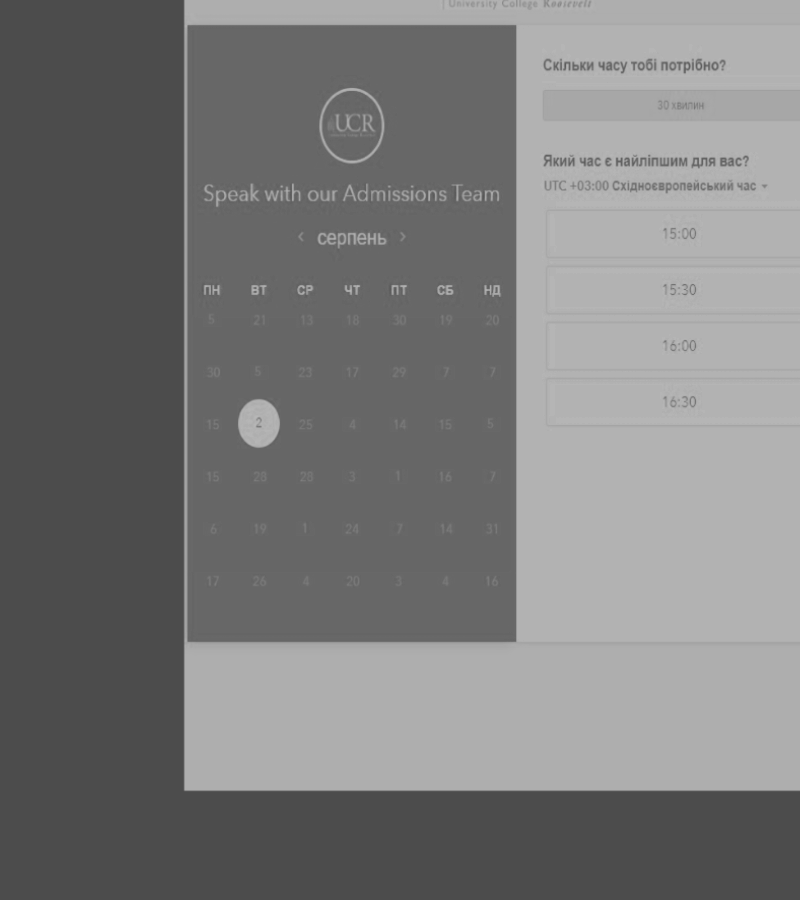 University College Roosevelt
UCR
Speak with our Admissions Team
серпень
ПН ВТ СР ЧТ ПТ СБ НД
5 21 13 18 30 19 20
30 5 23 17 29 7 7
15 2 25 4 14 15 5
15 28 28 3 1 16 7
6 19 1 24 7 14 31
17 26 4 20 3 4 16
Скільки часу тобі потрібно?
30 хвилин
Який час є найліпшим для вас?
UTC +03:00 Східноєвропейський час
15:00
15:30
16:00
16:30